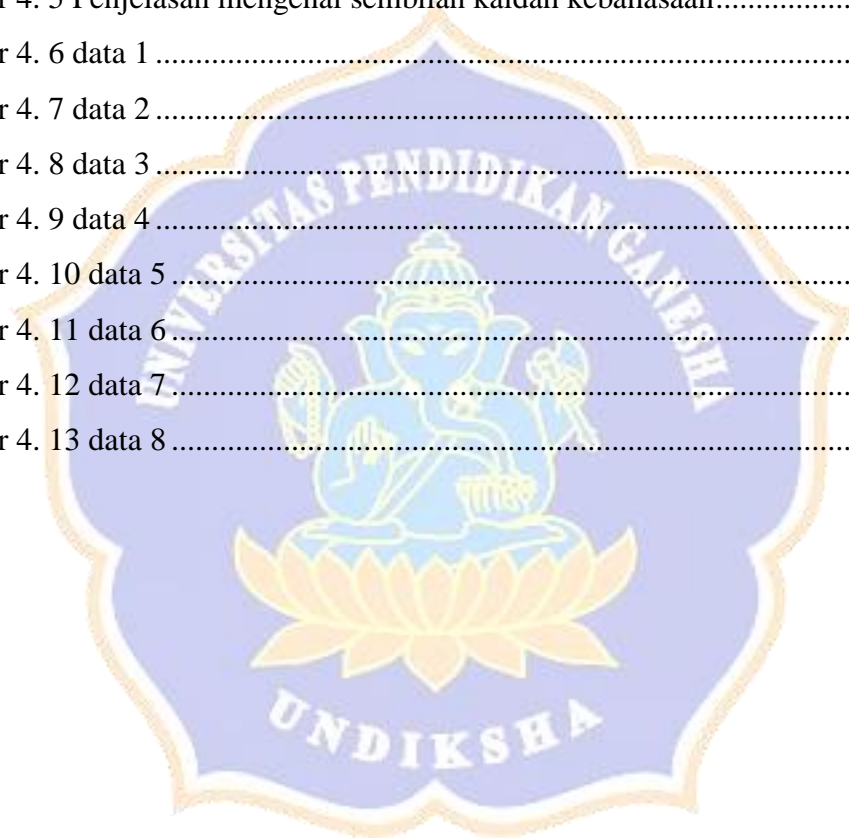 r 4. 5 Penjelasan mengenai sembilan kaidah kebahasaan..........................
r 4. 6 data 1..........................................................................................
r 4. 7 data 2..........................................................................................
r 4. 8 data 3..........................................................................................
r 4. 9 data 4..........................................................................................
r 4. 10 data 5........................................................................................
r 4. 11 data 6........................................................................................
r 4. 12 data 7........................................................................................
r 4. 13 data 8........................................................................................
UNIVERSITAS PENDIDIKAN GANESHA
UNDIKSHA